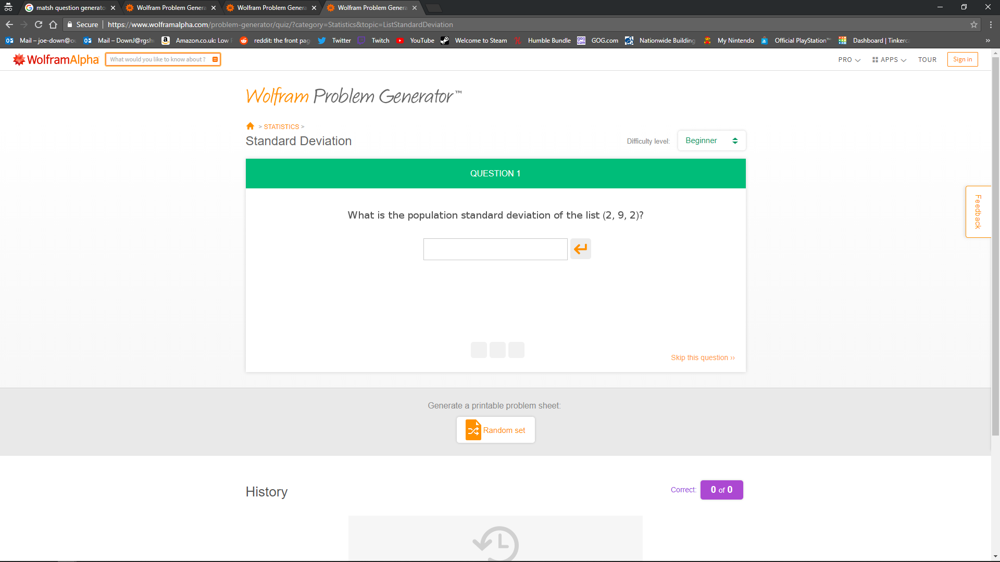 matsh question generato
Wolfram Problem Genera
Wolfram Problem Genera
Wolfram Problem Genera
Secure
https://www.wolframalpha.com/problem-generator/quiz/?category=Statistics&topic=ListStandardDeviation
Mail – joe-down@ou
Mail – DownJ@rgshw
Amazon.co.uk: Low
reddit: the front pag
Twitter
Twitch
YouTube
Welcome to Steam
Humble Bundle
GOG.com
Nationwide Building
My Nintendo
Official PlayStation™
Dashboard | Tinkerc
»
WolframAlpha
What would you like to know about?
PRO
APPS
TOUR
Sign in
Wolfram Problem Generator™
> STATISTICS >
Standard Deviation
Difficulty level:
Beginner
QUESTION 1
Feedback
What is the population standard deviation of the list (2, 9, 2)?
Skip this question ››
Generate a printable problem sheet:
Random set
History
Correct:
0 of 0